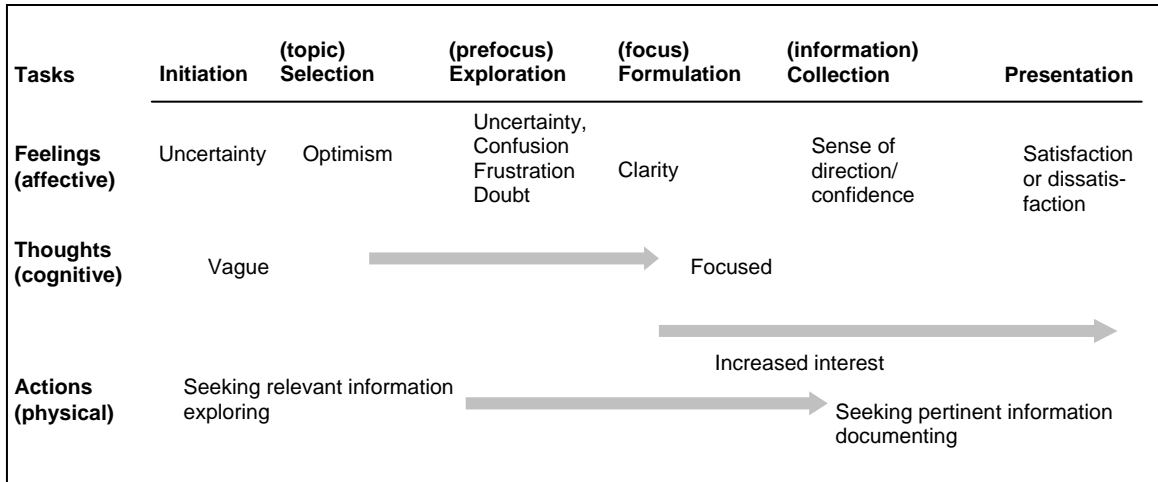 (topic) (prefocus) (focus) (information)
Tasks Initiation Selection Exploration Formulation Collection Presentation
Feelings
(affective)
Uncertainty
Optimism
Uncertainty,
Confusion
Frustration
Doubt
Clarity
Sense of
direction/
confidence
Satisfaction
or dissatis-
faction
Thoughts
(cognitive)
Vague
Focused
Increased interest
Actions
(physical)
Seeking relevant information
exploring
Seeking pertinent information
documenting